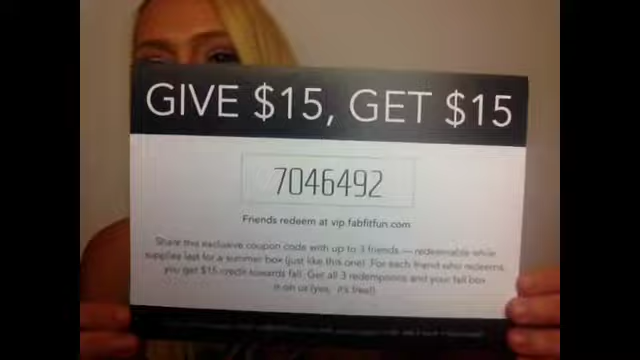 GIVE $15, GET $15
7046492
Friends redeem at vip.fabfitfun.com
Share this exclusive coupon code with up to 3 friends — redeemable while
supplies last for a summer box (just like this one). For each friend who redeems,
you get $15 credit towards fall. Get all 3 redemptions and your fall box
is on us (yes, it's free!)